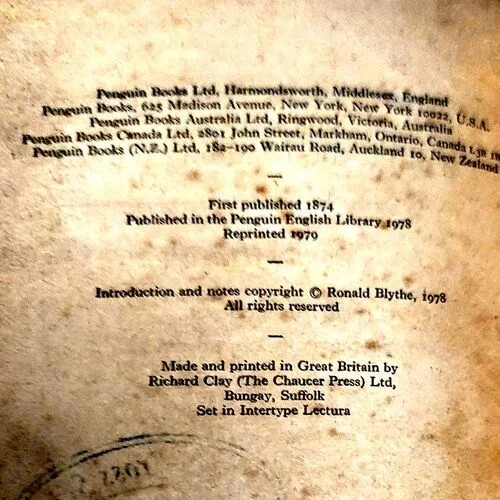 Penguin Books Ltd, Harmondsworth, Middlesex, England
Penguin Books, 625 Madison Avenue, New York, New York 10022, U.S.A.
Penguin Books Australia Ltd, Ringwood, Victoria, Australia
Penguin Books Canada Ltd, 2801 John Street, Markham, Ontario, Canada L3R
Penguin Books (N.Z.) Ltd, 182–190 Wairau Road, Auckland 10, New Zealand
—
First published 1874
Published in the Penguin English Library 1978
Reprinted 1979
—
Introduction and notes copyright © Ronald Blythe, 1978
All rights reserved
—
Made and printed in Great Britain by
Richard Clay (The Chaucer Press) Ltd,
Bungay, Suffolk
Set in Intertype Lectura